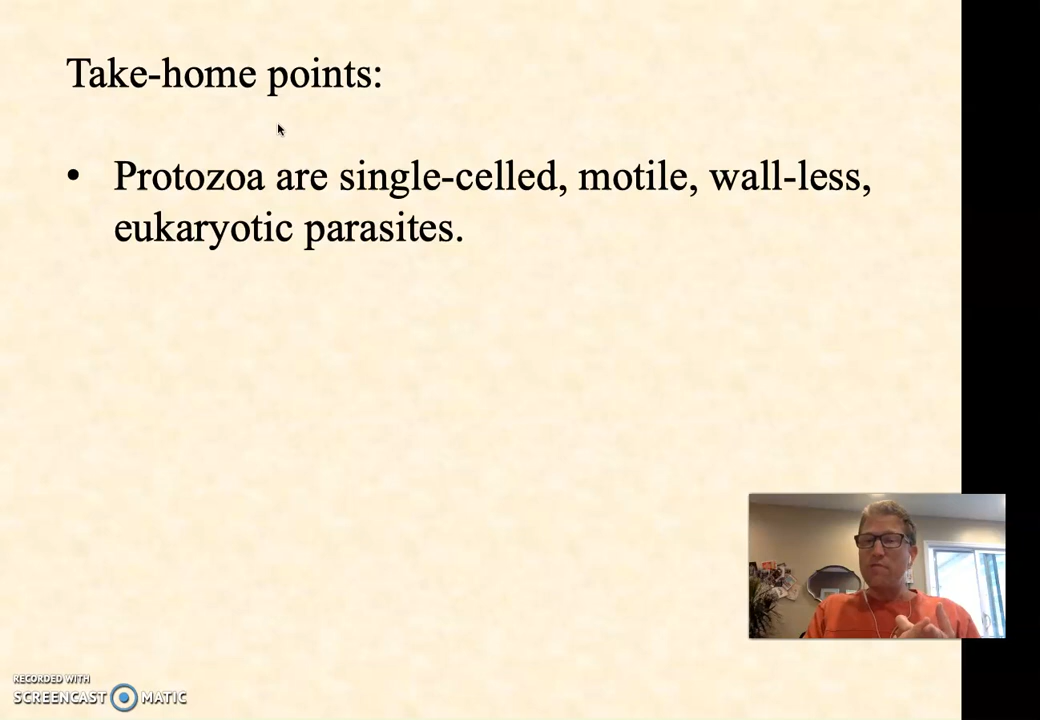 Take-home points:
• Protozoa are single-celled, motile, wall-less,
eukaryotic parasites.
RECORDED WITH
SCREENCAST MATIC